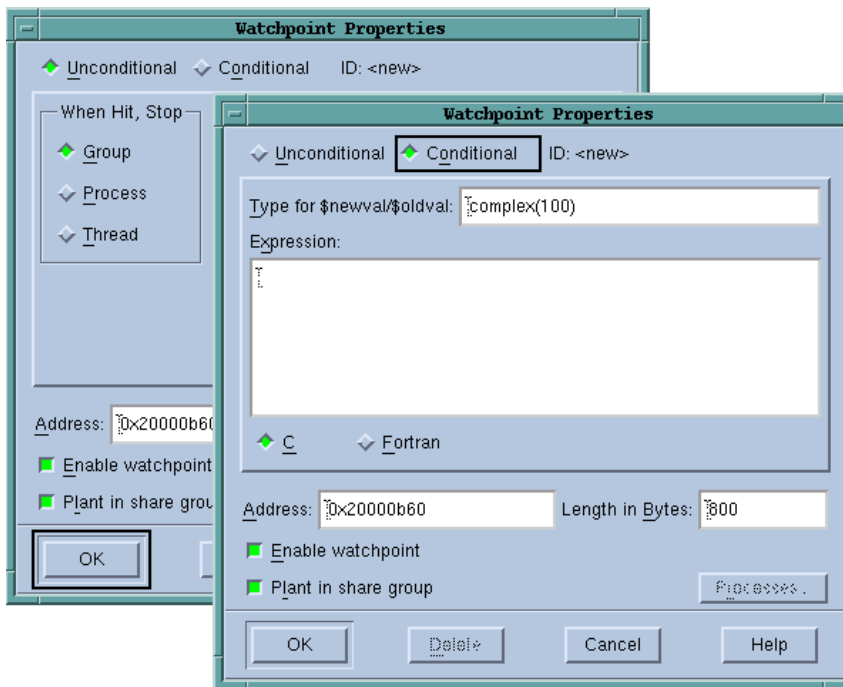 Watchpoint Properties
Unconditional Conditional ID: <new>
When Hit, Stop
Group
Process
Thread
Address: 0x20000b60
Enable watchpoint
Plant in share grou
OK
Watchpoint Properties
Unconditional Conditional ID: <new>
Type for $newval/$oldval: complex(100)
Expression:
C Fortran
Address: 0x20000b60 Length in Bytes: 800
Enable watchpoint
Plant in share group Processes.
OK Delete Cancel Help